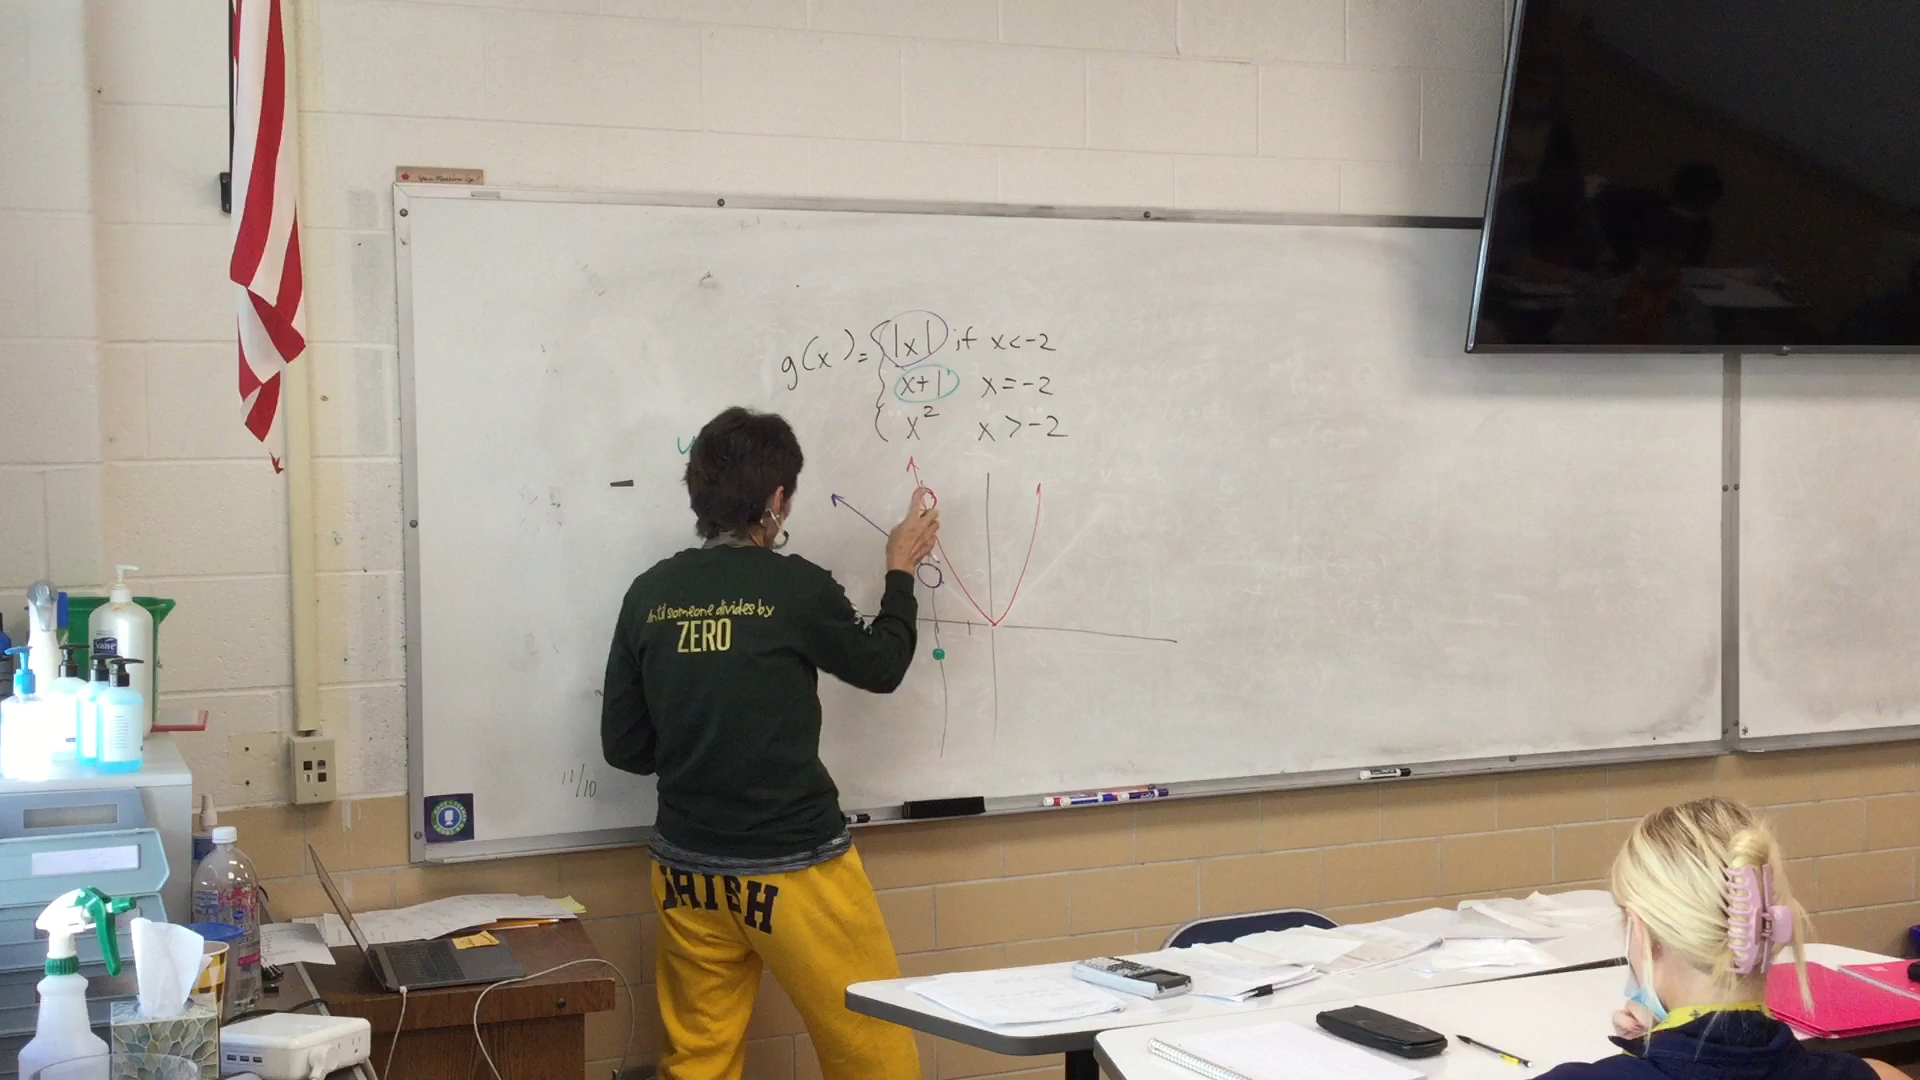 g(x) = { |x| if x < -2
x+1 x = -2
x² x > -2
until someone divides by
ZERO
11/10
IRISH